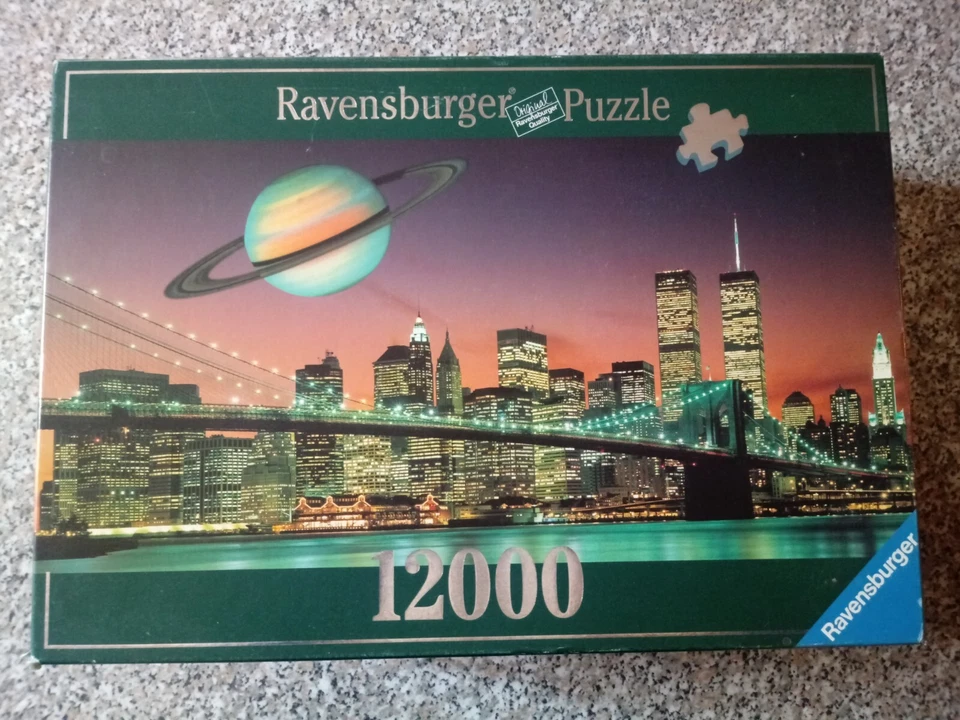 Ravensburger® Puzzle
Original
Ravensburger
Quality
12000
Ravensburger